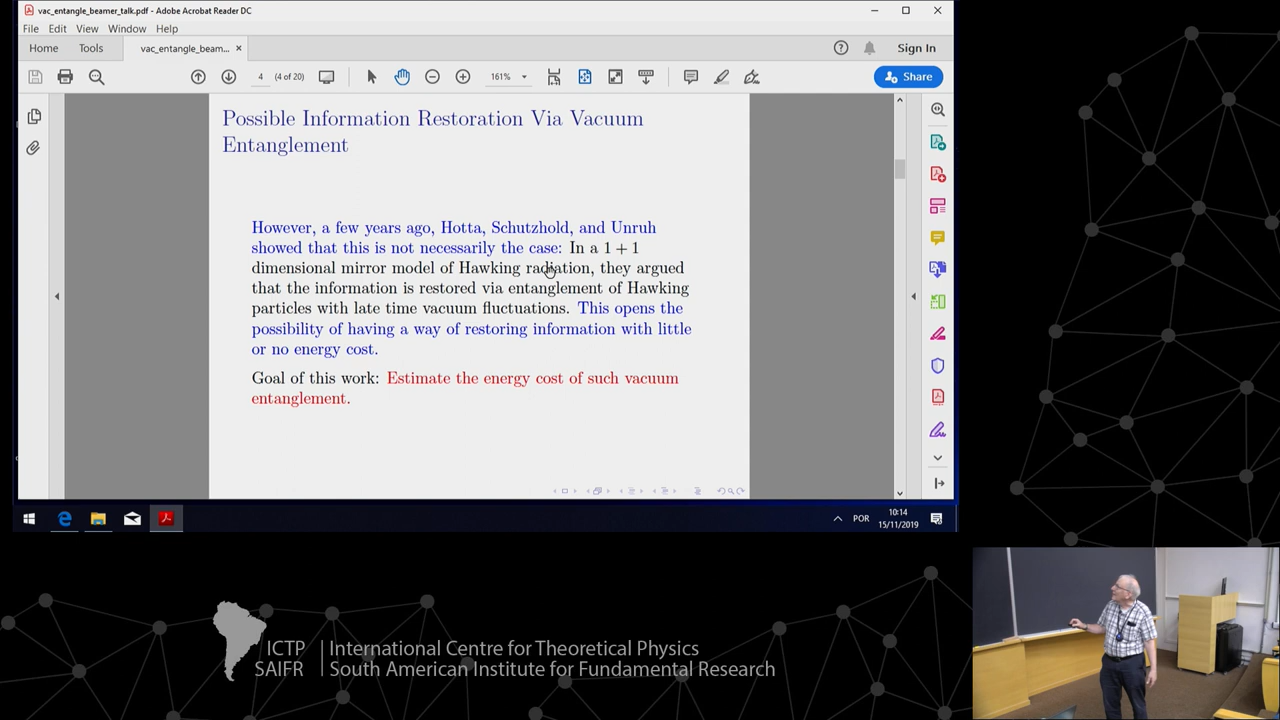 vac_entangle_beamer_talk.pdf - Adobe Acrobat Reader DC
File Edit View Window Help
Home Tools vac_entangle_beam... × Sign In
4 (4 of 20) 161% Share
Possible Information Restoration Via Vacuum
Entanglement
However, a few years ago, Hotta, Schutzhold, and Unruh
showed that this is not necessarily the case: In a 1 + 1
dimensional mirror model of Hawking radiation, they argued
that the information is restored via entanglement of Hawking
particles with late time vacuum fluctuations. This opens the
possibility of having a way of restoring information with little
or no energy cost.
Goal of this work: Estimate the energy cost of such vacuum
entanglement.
POR 10:14
15/11/2019
ICTP International Centre for Theoretical Physics
SAIFR South American Institute for Fundamental Research